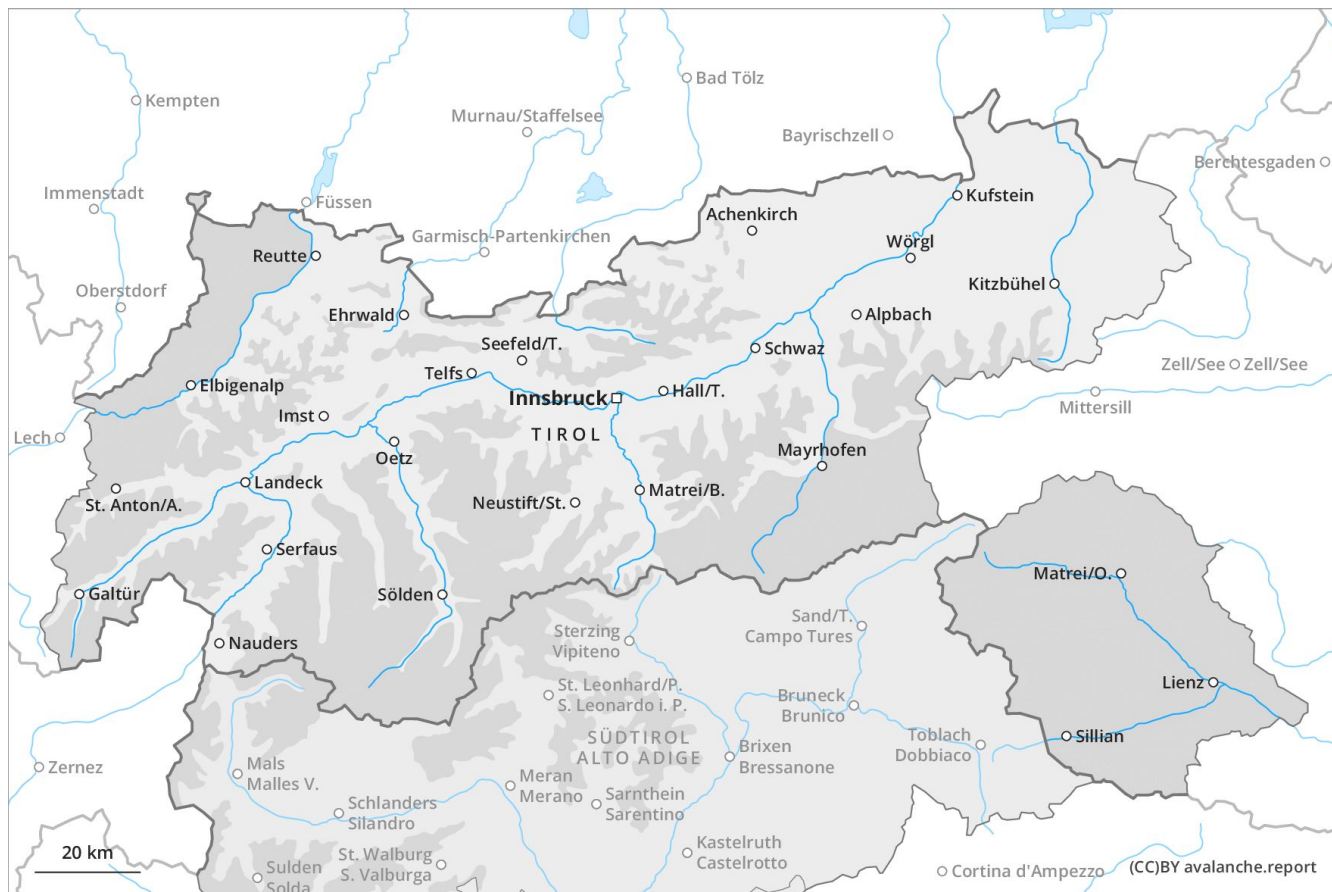 Bad Tölz
Kempten
Murnau/Staffelsee
Bayrischzell
Berchtesgaden
Immenstadt
Füssen
Kufstein
Achenkirch
Garmisch-Partenkirchen
Wörgl
Reutte
Kitzbühel
Oberstdorf
Ehrwald
Alpbach
Seefeld/T.
Schwaz
Zell/See
Zell/See
Telfs
Elbigenalp
Innsbruck
Hall/T.
Mittersill
Imst
TIROL
Lech
Oetz
Mayrhofen
Landeck
Matrei/B.
St. Anton/A.
Neustift/St.
Serfaus
Matrei/O.
Galtür
Sölden
Sand/T.
Campo Tures
Sterzing
Vipiteno
Nauders
Lienz
St. Leonhard/P.
S. Leonardo i. P.
Bruneck
Brunico
SÜDTIROL
ALTO ADIGE
Sillian
Toblach
Dobbiaco
Brixen
Bressanone
Zernez
Mals
Malles V.
Meran
Merano
Sarnthein
Sarentino
Schlanders
Silandro
Kastelruth
Castelrotto
20 km
St. Walburg
S. Valburga
Sulden
Solda
Cortina d'Ampezzo
(CC)BY avalanche.report